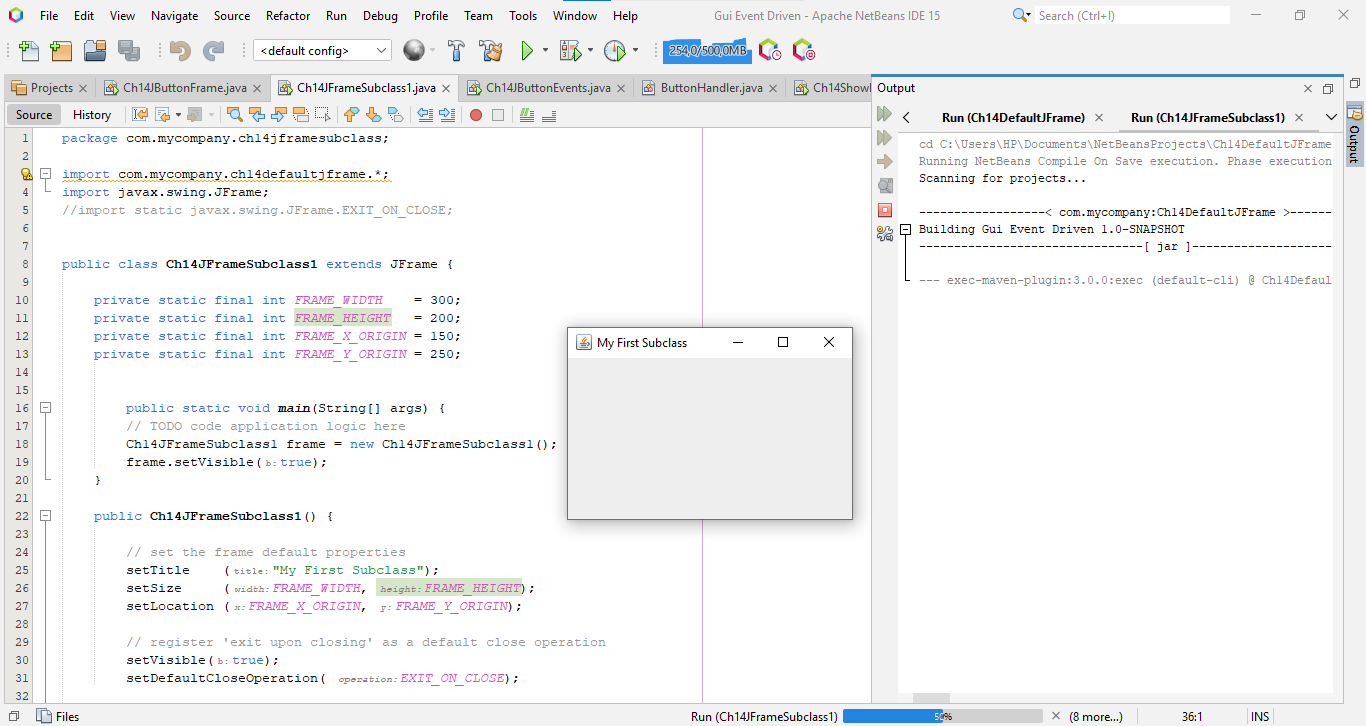 File Edit View Navigate Source Refactor Run Debug Profile Team Tools Window Help
Gui Event Driven - Apache NetBeans IDE 15
Search (Ctrl+I)
<default config>
254,0/500,0MB
Projects
Ch14JButtonFrame.java
Ch14JFrameSubclass1.java
Ch14JButtonEvents.java
ButtonHandler.java
Ch14Showl
Source History
1 package com.mycompany.ch14jframesubclass;
2
import com.mycompany.ch14defaultjframe.*;
4 import javax.swing.JFrame;
5 //import static javax.swing.JFrame.EXIT_ON_CLOSE;
6
7
8 public class Ch14JFrameSubclass1 extends JFrame {
9
10 private static final int FRAME_WIDTH = 300;
11 private static final int FRAME_HEIGHT = 200;
12 private static final int FRAME_X_ORIGIN = 150;
13 private static final int FRAME_Y_ORIGIN = 250;
14
15
16 public static void main(String[] args) {
17 // TODO code application logic here
18 Ch14JFrameSubclass1 frame = new Ch14JFrameSubclass1();
19 frame.setVisible(b: true);
20 }
21
22 public Ch14JFrameSubclass1() {
23
24 // set the frame default properties
25 setTitle (title: "My First Subclass");
26 setSize (width: FRAME_WIDTH, height: FRAME_HEIGHT);
27 setLocation (x: FRAME_X_ORIGIN, y: FRAME_Y_ORIGIN);
28
29 // register 'exit upon closing' as a default close operation
30 setVisible(b: true);
31 setDefaultCloseOperation( operation: EXIT_ON_CLOSE);
32
My First Subclass
Output
Run (Ch14DefaultJFrame)
Run (Ch14JFrameSubclass1)
cd C:\Users\HP\Documents\NetBeansProjects\Ch14DefaultJFrame
Running NetBeans Compile On Save execution. Phase execution
Scanning for projects...
------------------< com.mycompany:Ch14DefaultJFrame >------
Building Gui Event Driven 1.0-SNAPSHOT
--------------------------------[ jar ]--------------------
--- exec-maven-plugin:3.0.0:exec (default-cli) @ Ch14Defaul
Output
Files
Run (Ch14JFrameSubclass1)
50%
(8 more...)
36:1
INS